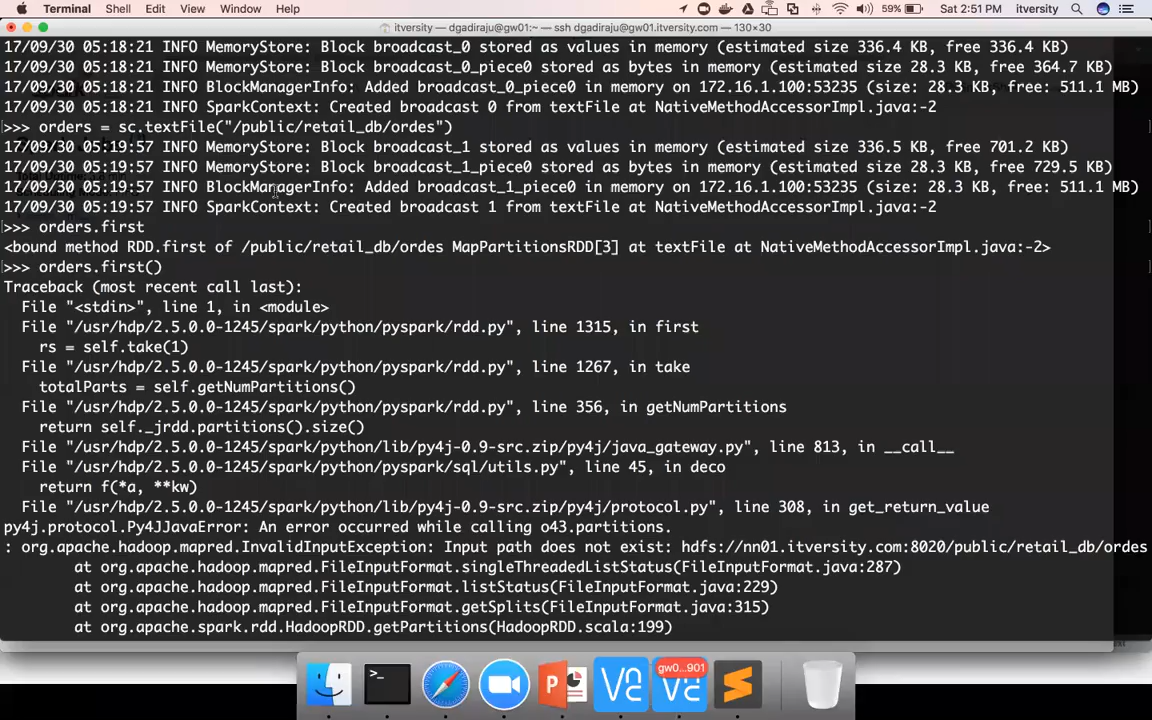 Terminal Shell Edit View Window Help 59% Sat 2:51 PM itversity
itversity — dgadiraju@gw01:~ — ssh dgadiraju@gw01.itversity.com — 130×30
17/09/30 05:18:21 INFO MemoryStore: Block broadcast_0 stored as values in memory (estimated size 336.4 KB, free 336.4 KB)
17/09/30 05:18:21 INFO MemoryStore: Block broadcast_0_piece0 stored as bytes in memory (estimated size 28.3 KB, free 364.7 KB)
17/09/30 05:18:21 INFO BlockManagerInfo: Added broadcast_0_piece0 in memory on 172.16.1.100:53235 (size: 28.3 KB, free: 511.1 MB)
17/09/30 05:18:21 INFO SparkContext: Created broadcast 0 from textFile at NativeMethodAccessorImpl.java:-2
>>> orders = sc.textFile("/public/retail_db/ordes")
17/09/30 05:19:57 INFO MemoryStore: Block broadcast_1 stored as values in memory (estimated size 336.5 KB, free 701.2 KB)
17/09/30 05:19:57 INFO MemoryStore: Block broadcast_1_piece0 stored as bytes in memory (estimated size 28.3 KB, free 729.5 KB)
17/09/30 05:19:57 INFO BlockManagerInfo: Added broadcast_1_piece0 in memory on 172.16.1.100:53235 (size: 28.3 KB, free: 511.1 MB)
17/09/30 05:19:57 INFO SparkContext: Created broadcast 1 from textFile at NativeMethodAccessorImpl.java:-2
>>> orders.first
<bound method RDD.first of /public/retail_db/ordes MapPartitionsRDD[3] at textFile at NativeMethodAccessorImpl.java:-2>
>>> orders.first()
Traceback (most recent call last):
File "<stdin>", line 1, in <module>
File "/usr/hdp/2.5.0.0-1245/spark/python/pyspark/rdd.py", line 1315, in first
rs = self.take(1)
File "/usr/hdp/2.5.0.0-1245/spark/python/pyspark/rdd.py", line 1267, in take
totalParts = self.getNumPartitions()
File "/usr/hdp/2.5.0.0-1245/spark/python/pyspark/rdd.py", line 356, in getNumPartitions
return self._jrdd.partitions().size()
File "/usr/hdp/2.5.0.0-1245/spark/python/lib/py4j-0.9-src.zip/py4j/java_gateway.py", line 813, in __call__
File "/usr/hdp/2.5.0.0-1245/spark/python/pyspark/sql/utils.py", line 45, in deco
return f(*a, **kw)
File "/usr/hdp/2.5.0.0-1245/spark/python/lib/py4j-0.9-src.zip/py4j/protocol.py", line 308, in get_return_value
py4j.protocol.Py4JJavaError: An error occurred while calling o43.partitions.
: org.apache.hadoop.mapred.InvalidInputException: Input path does not exist: hdfs://nn01.itversity.com:8020/public/retail_db/ordes
at org.apache.hadoop.mapred.FileInputFormat.singleThreadedListStatus(FileInputFormat.java:287)
at org.apache.hadoop.mapred.FileInputFormat.listStatus(FileInputFormat.java:229)
at org.apache.hadoop.mapred.FileInputFormat.getSplits(FileInputFormat.java:315)
at org.apache.spark.rdd.HadoopRDD.getPartitions(HadoopRDD.scala:199)
gw0...901